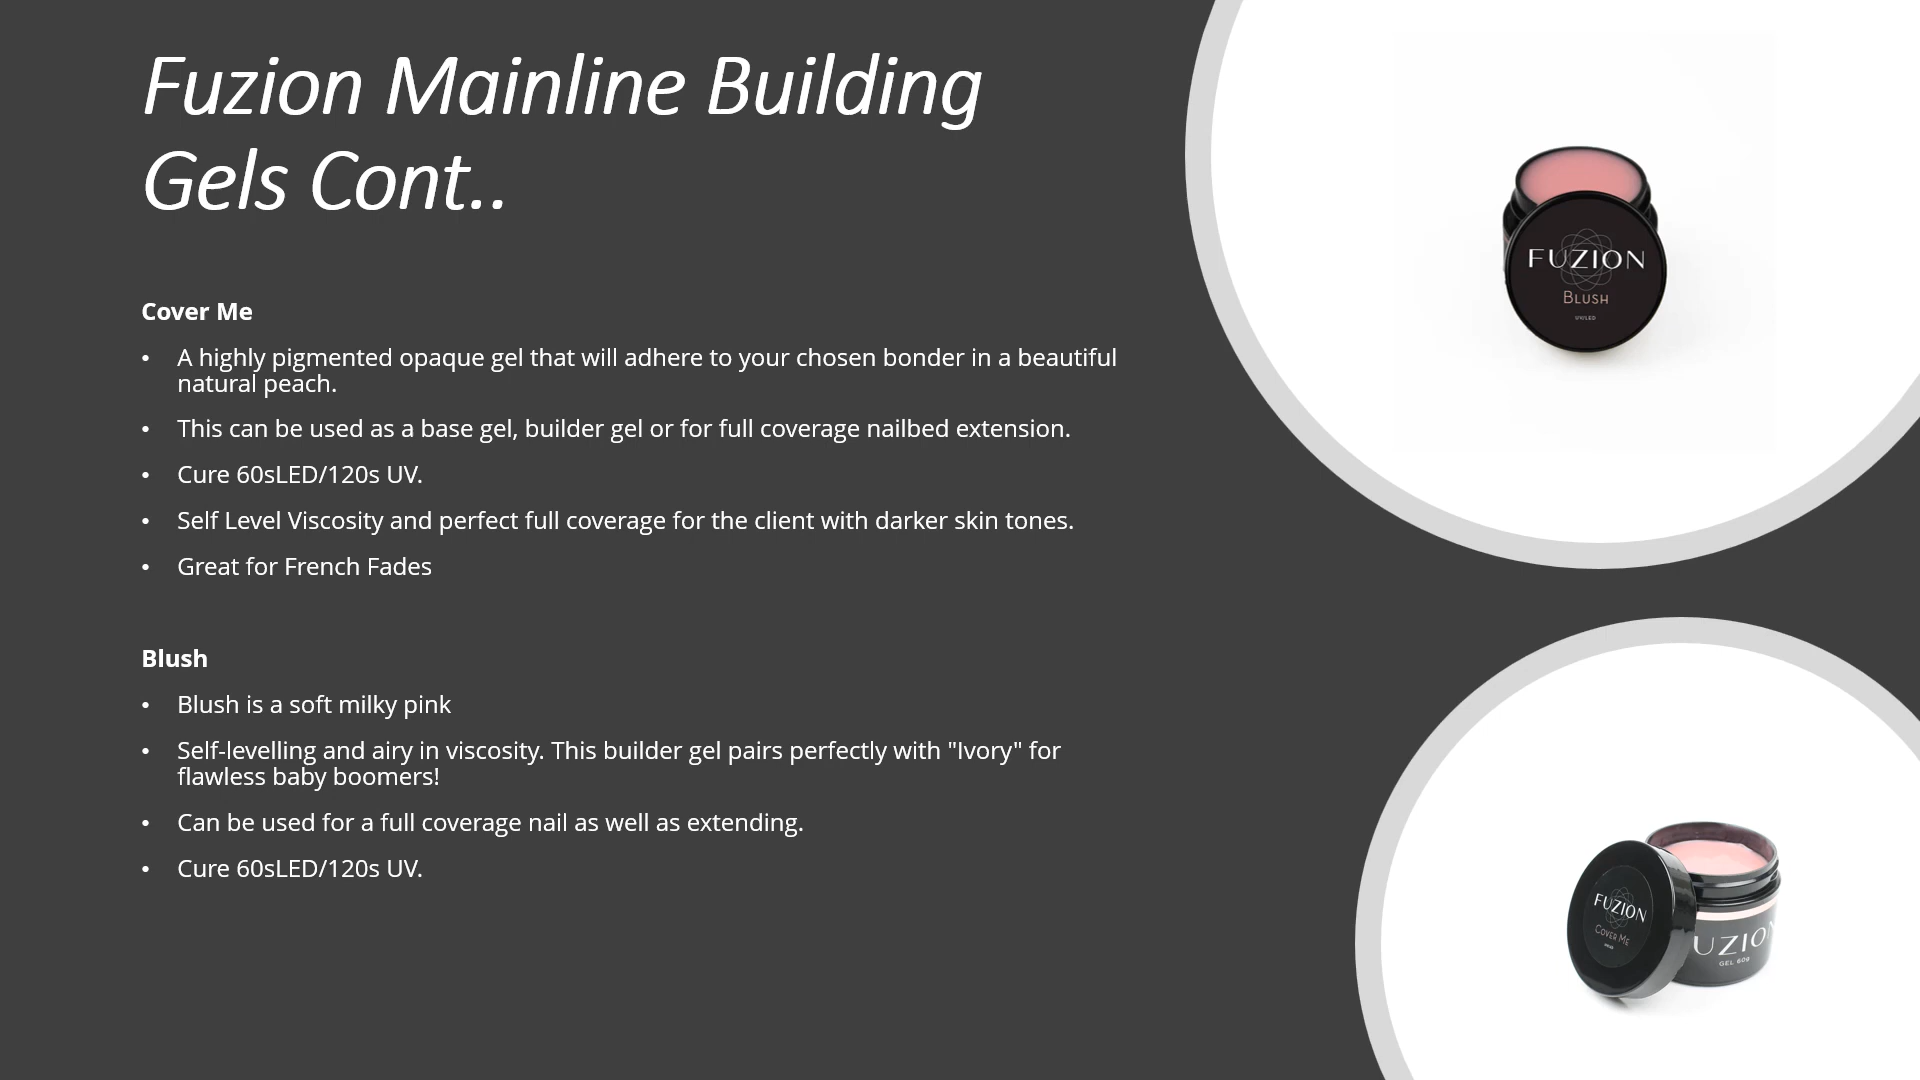 Fuzion Mainline Building
Gels Cont..
Cover Me
• A highly pigmented opaque gel that will adhere to your chosen bonder in a beautiful
natural peach.
• This can be used as a base gel, builder gel or for full coverage nailbed extension.
• Cure 60sLED/120s UV.
• Self Level Viscosity and perfect full coverage for the client with darker skin tones.
• Great for French Fades
Blush
• Blush is a soft milky pink
• Self-levelling and airy in viscosity. This builder gel pairs perfectly with "Ivory" for
flawless baby boomers!
• Can be used for a full coverage nail as well as extending.
• Cure 60sLED/120s UV.
FUZION
BLUSH
UV/LED
FUZION
COVER ME
UZION
GEL 60g